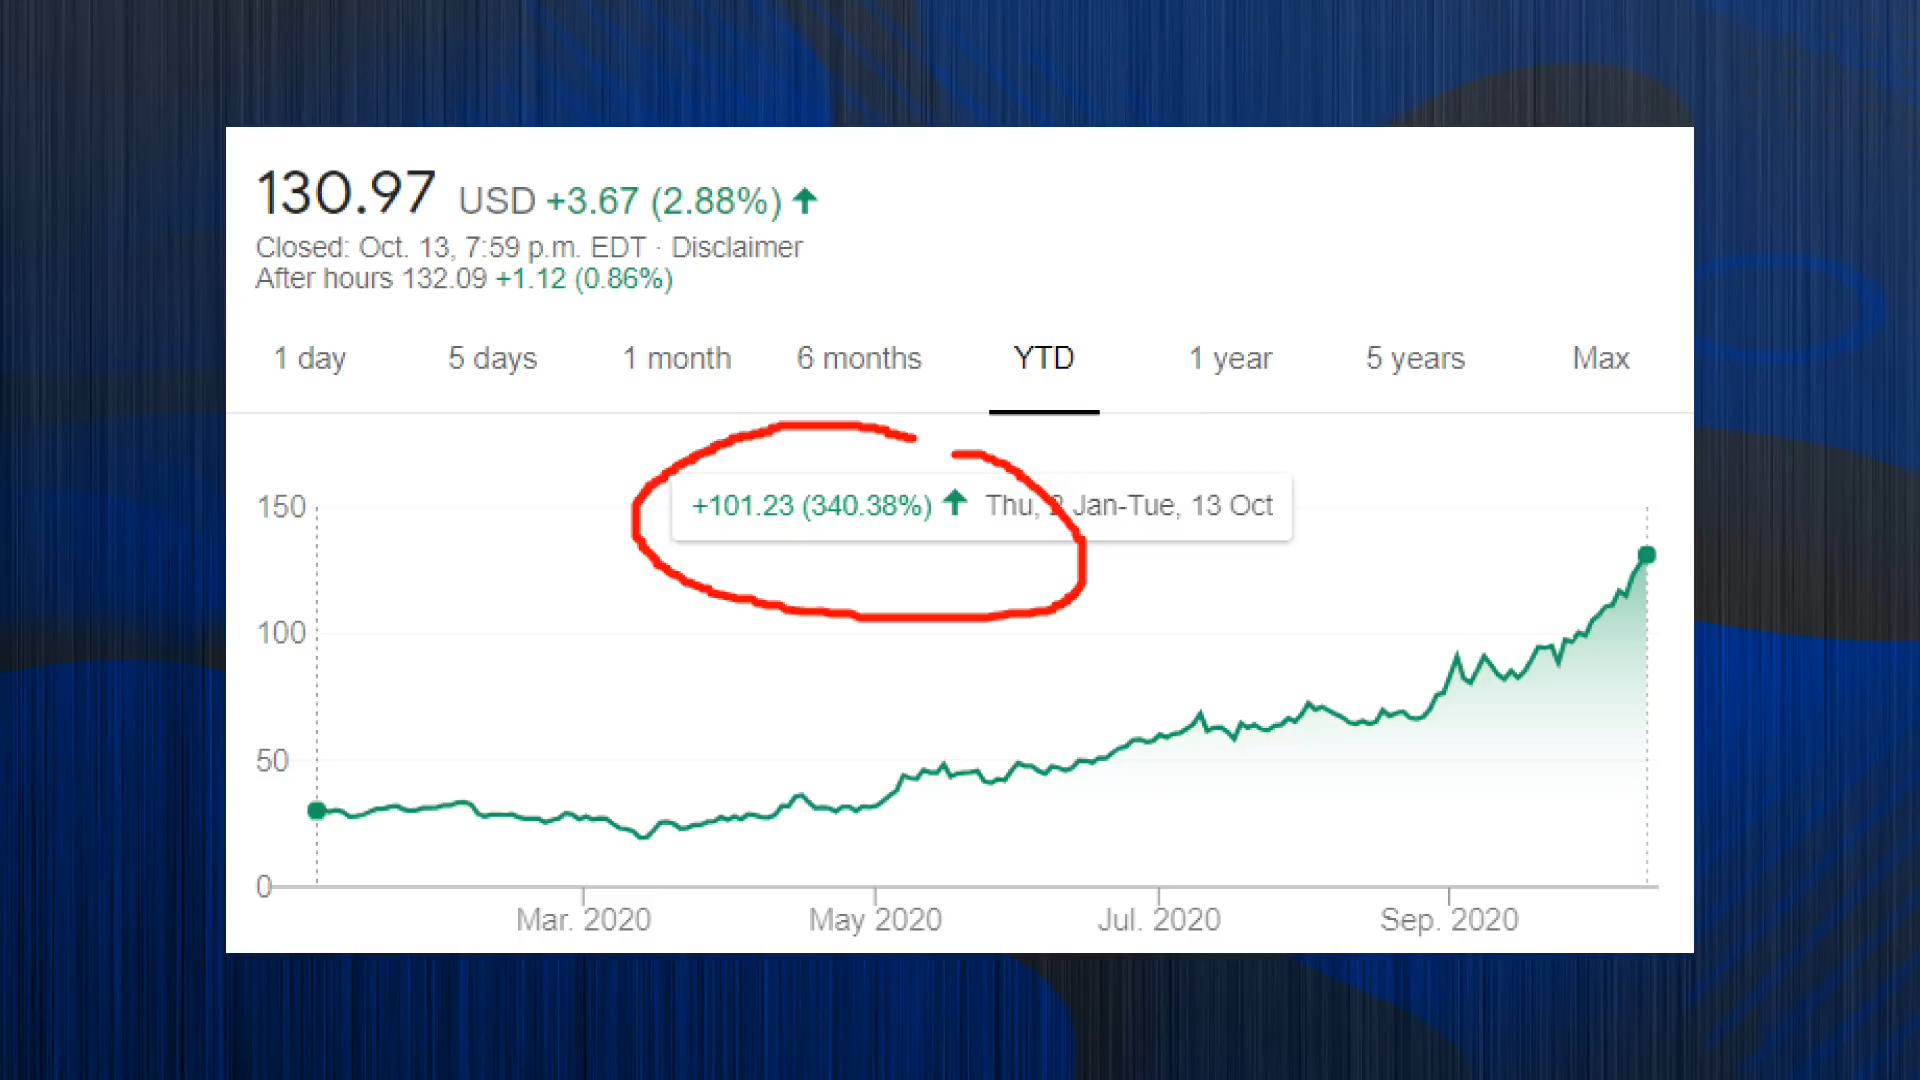 130.97 USD +3.67 (2.88%)
Closed: Oct. 13, 7:59 p.m. EDT · Disclaimer
After hours 132.09 +1.12 (0.86%)
1 day 5 days 1 month 6 months YTD 1 year 5 years Max
+101.23 (340.38%) Thu, 2 Jan-Tue, 13 Oct
150
100
50
0
Mar. 2020 May 2020 Jul. 2020 Sep. 2020